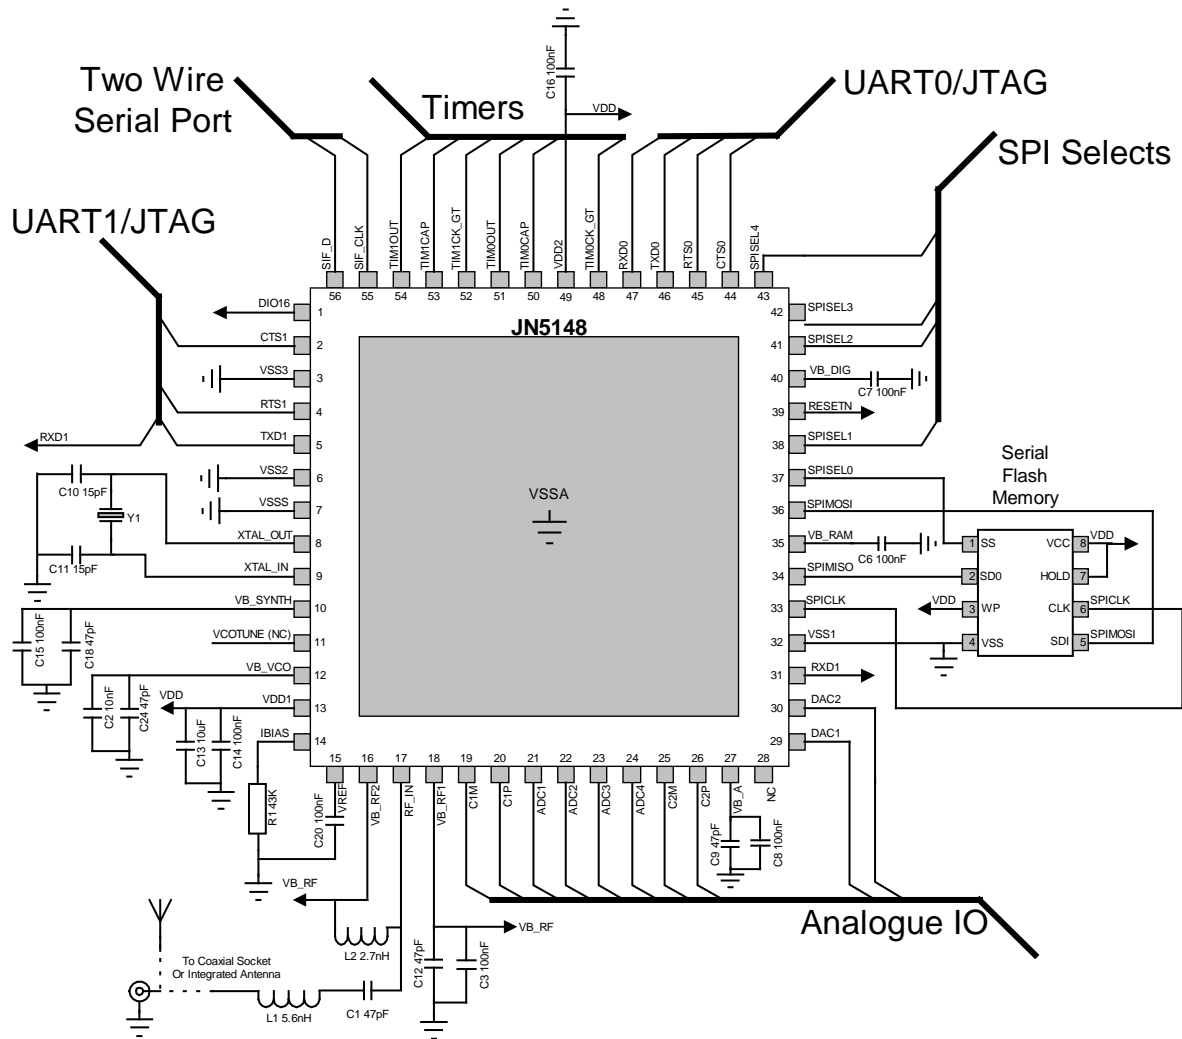 C16 100nF
Two Wire
Serial Port
Timers
VDD
UART0/JTAG
SPI Selects
UART1/JTAG
SIF_D
SIF_CLK
TIM1OUT
TIM1CAP
TIM1CK_GT
TIM0OUT
TIM0CAP
VDD2
TIM0CK_GT
RXD0
TXD0
RTS0
CTS0
SPISEL4
56
55
54
53
52
51
50
49
48
47
46
45
44
43
JN5148
VSSA
DIO16
1
CTS1
2
VSS3
3
RTS1
4
RXD1
TXD1
5
VSS2
6
C10 15pF
VSSS
7
Y1
XTAL_OUT
8
C11 15pF
XTAL_IN
9
VB_SYNTH
10
C15 100nF
C18 47pF
VCOTUNE (NC)
11
VB_VCO
12
C2 10nF
C24 47pF
VDD
VDD1
13
C13 10uF
C14 100nF
IBIAS
14
R1 43K
42
SPISEL3
41
SPISEL2
40
VB_DIG
C7 100nF
39
RESETN
38
SPISEL1
37
SPISEL0
36
SPIMOSI
35
VB_RAM
C6 100nF
34
SPIMISO
33
SPICLK
32
VSS1
31
RXD1
30
DAC2
29
DAC1
Serial
Flash
Memory
1
SS
VCC
8
VDD
2
SD0
HOLD
7
VDD
3
WP
CLK
6
SPICLK
4
VSS
SDI
5
SPIMOSI
15
16
17
18
19
20
21
22
23
24
25
26
27
28
VREF
VB_RF2
RF_IN
VB_RF1
C1M
C1P
ADC1
ADC2
ADC3
ADC4
C2M
C2P
VB_A
NC
C20 100nF
C9 47pF
C8 100nF
VB_RF
Analogue IO
VB_RF
L2 2.7nH
C12 47pF
C3 100nF
To Coaxial Socket
Or Integrated Antenna
L1 5.6nH
C1 47pF